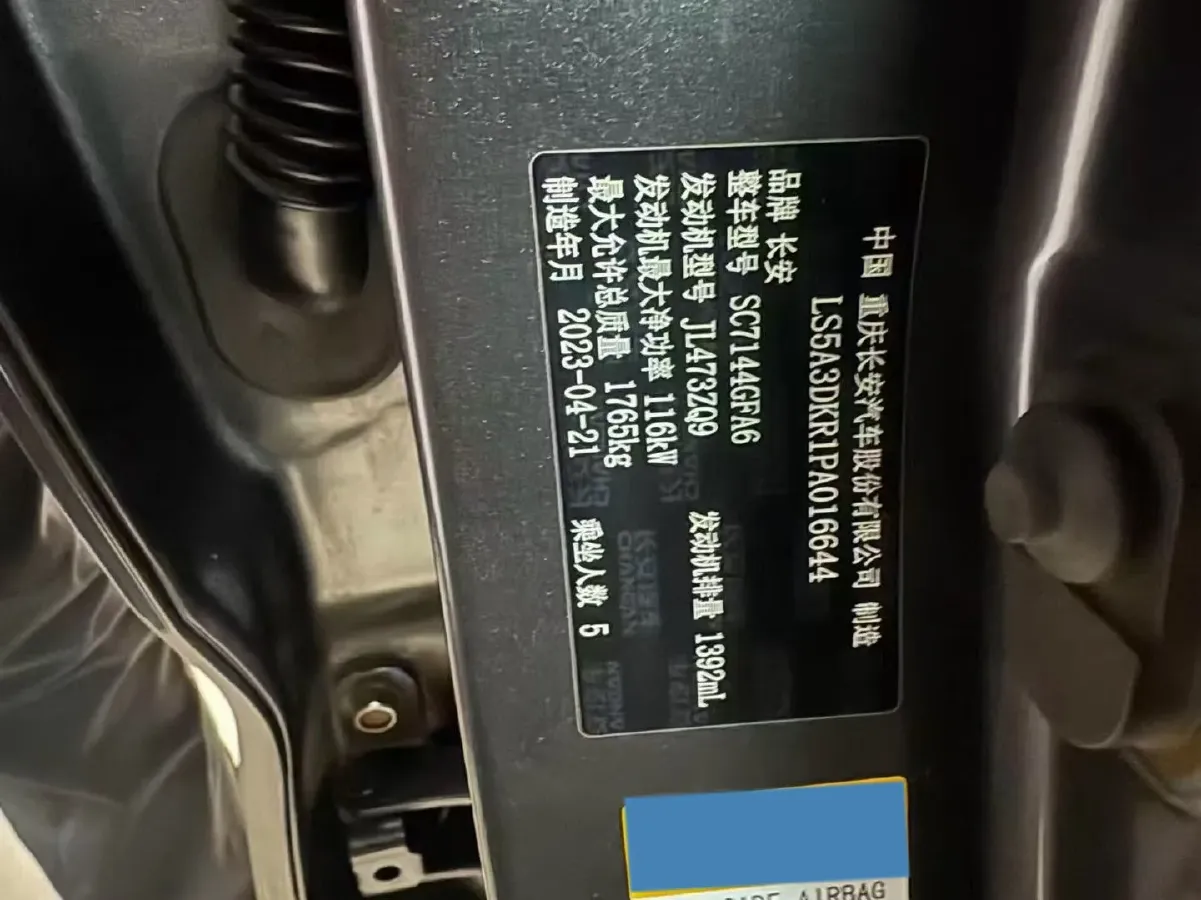 中国 重庆长安汽车股份有限公司 制造
LS5A3DKR1PA016644
品牌 长安
整车型号 SC7144GFA6
发动机型号 JL473ZQ9 发动机排量 1392mL
发动机最大净功率 116kW
最大允许总质量 1765kg
制造年月 2023-04-21 乘坐人数 5
AIRBAG